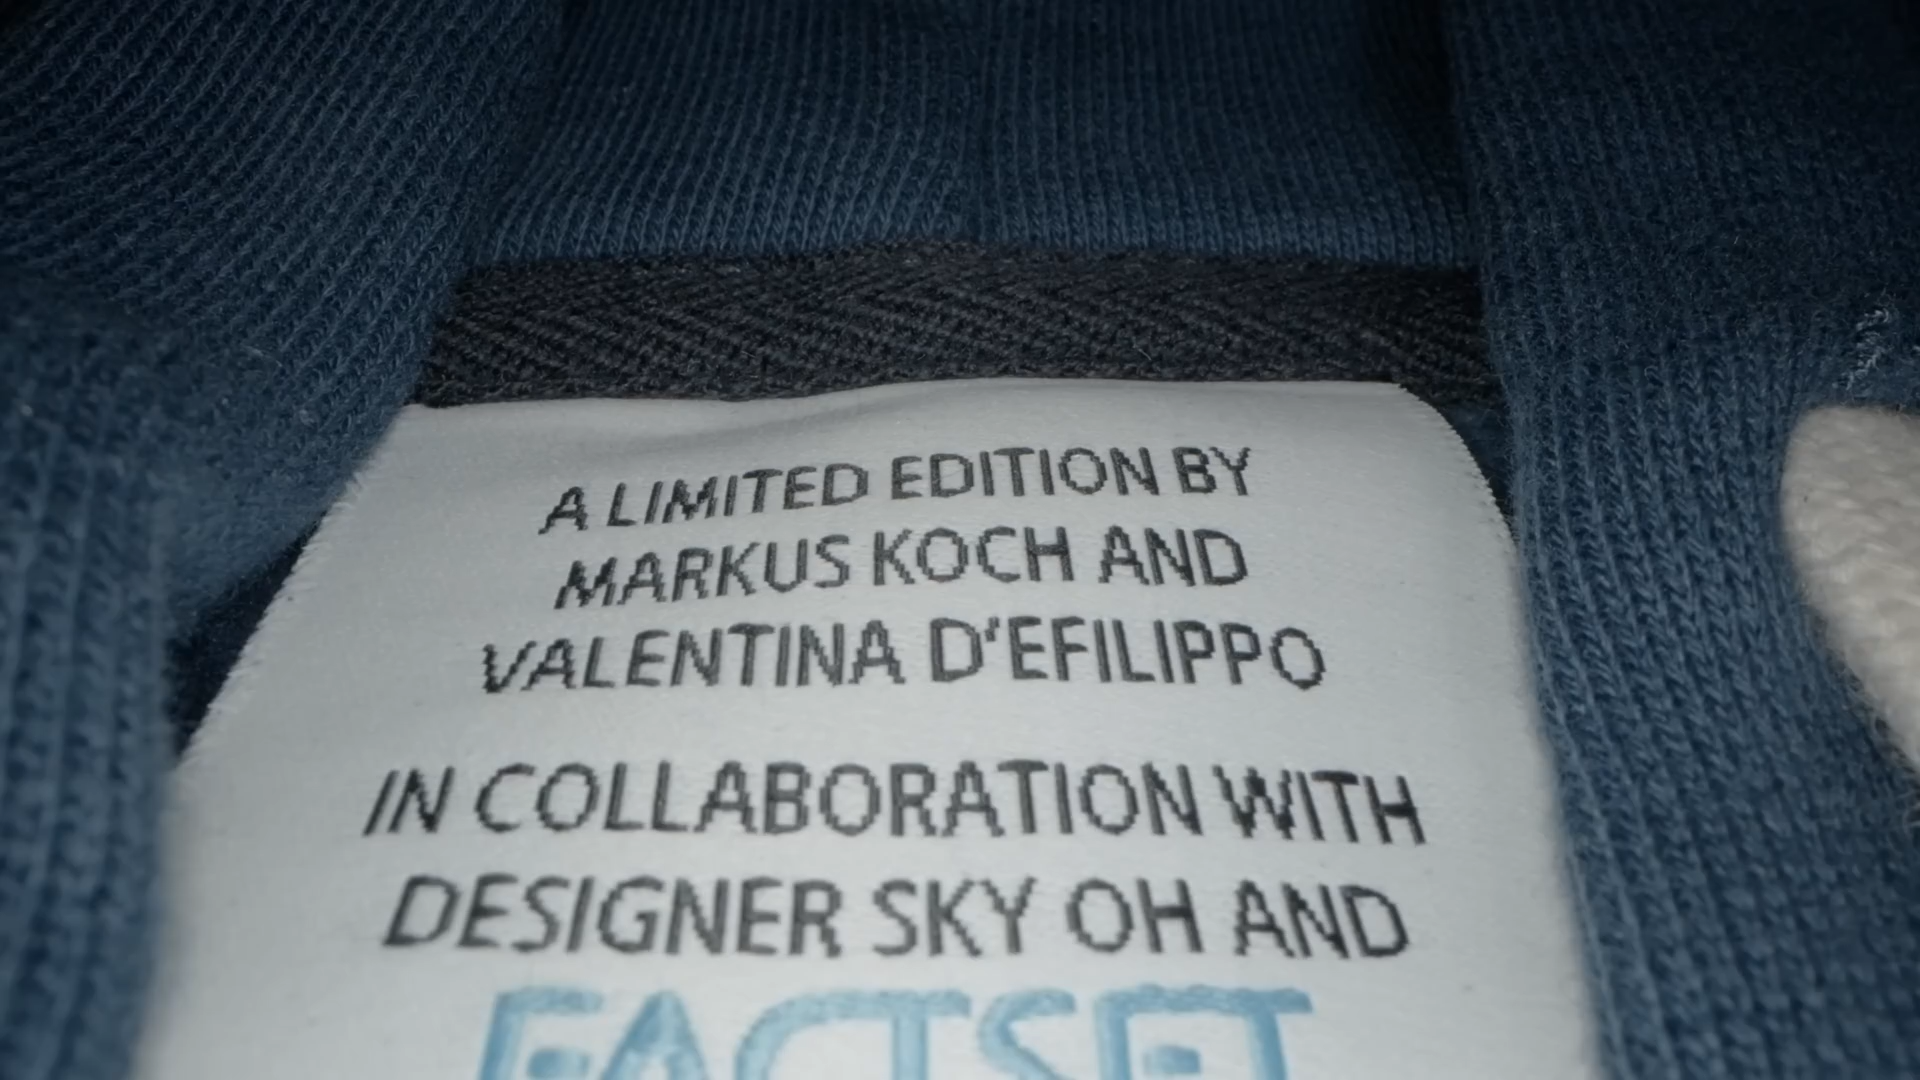 A LIMITED EDITION BY
MARKUS KOCH AND
VALENTINA D'EFILIPPO
IN COLLABORATION WITH
DESIGNER SKY OH AND
FACTSET